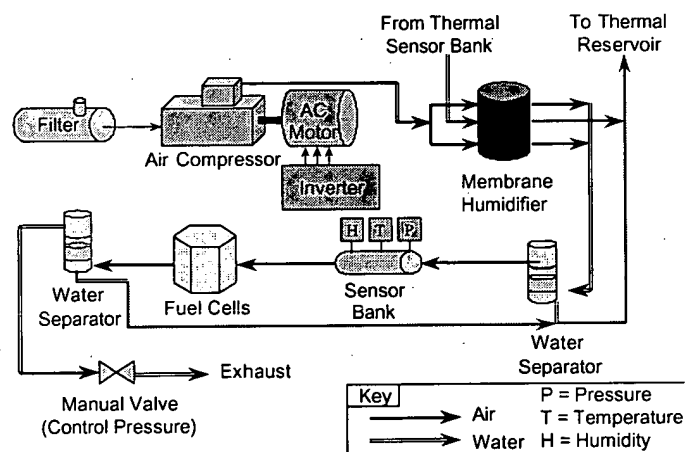 From Thermal
Sensor Bank
To Thermal
Reservoir
Filter
AC
Motor
Air Compressor
Inverter
Membrane
Humidifier
H T P
Water
Separator
Fuel Cells
Sensor
Bank
Water
Separator
Exhaust
Manual Valve
(Control Pressure)
Key
P = Pressure
Air T = Temperature
Water H = Humidity